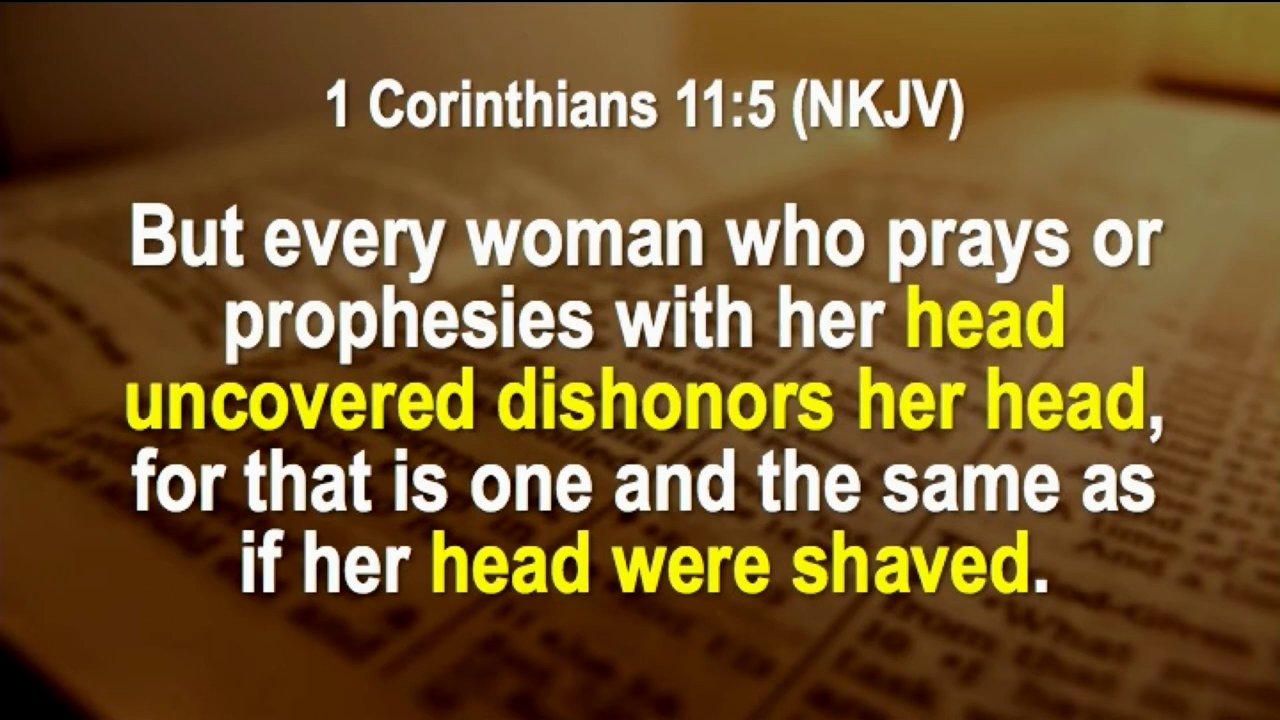 1 Corinthians 11:5 (NKJV)
But every woman who prays or
prophesies with her head
uncovered dishonors her head,
for that is one and the same as
if her head were shaved.